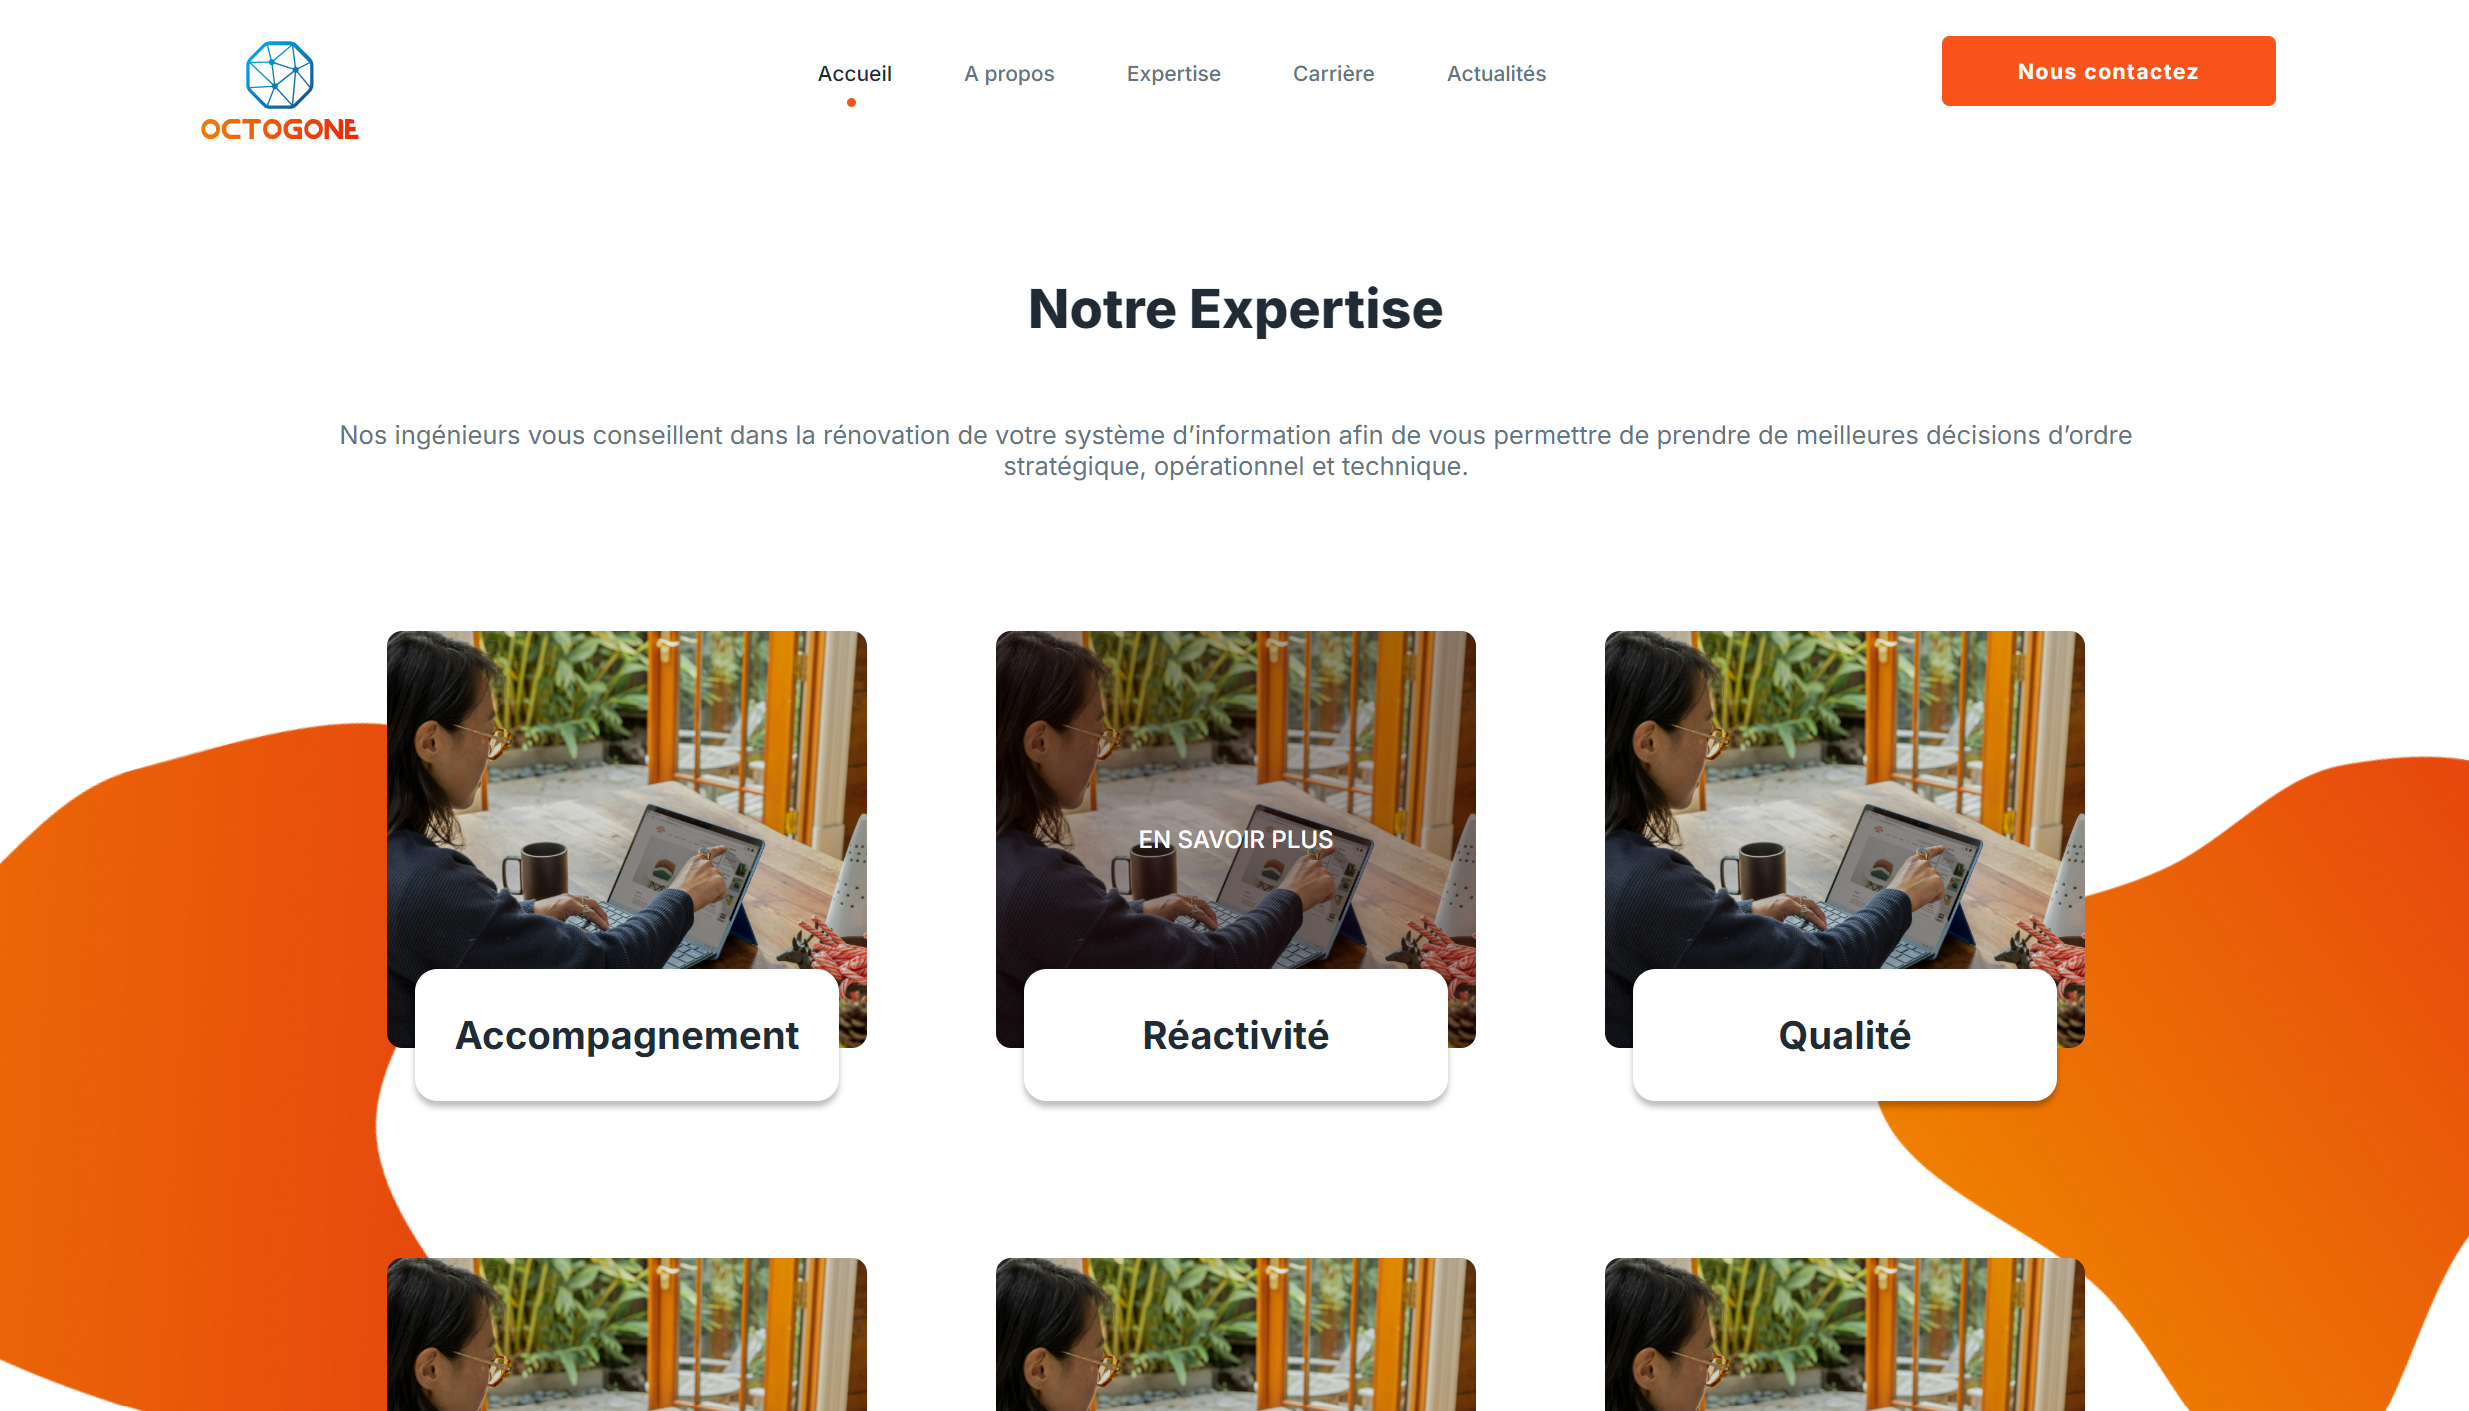 OCTOGONE
Accueil
A propos
Expertise
Carrière
Actualités
Nous contactez
Notre Expertise
Nos ingénieurs vous conseillent dans la rénovation de votre système d’information afin de vous permettre de prendre de meilleures décisions d’ordre
stratégique, opérationnel et technique.
EN SAVOIR PLUS
Accompagnement
Réactivité
Qualité